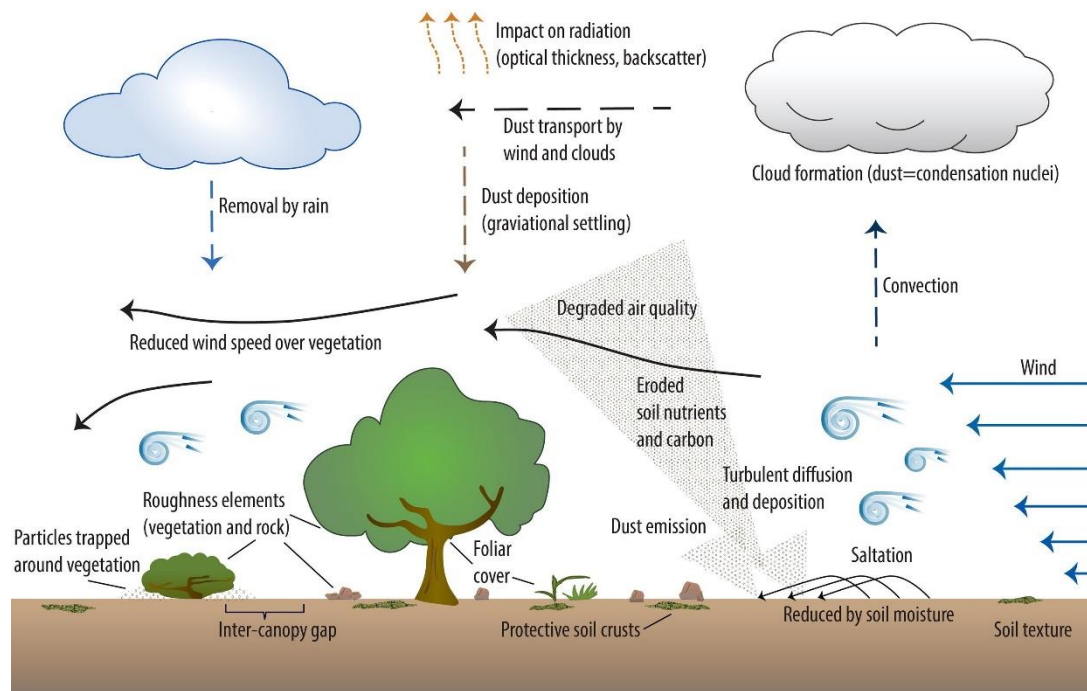 Impact on radiation
(optical thickness, backscatter)
Dust transport by
wind and clouds
Cloud formation (dust=condensation nuclei)
Removal by rain
Dust deposition
(graviational settling)
Convection
Degraded air quality
Reduced wind speed over vegetation
Wind
Eroded
soil nutrients
and carbon
Turbulent diffusion
and deposition
Roughness elements
(vegetation and rock)
Particles trapped
around vegetation
Dust emission
Foliar
cover
Saltation
Inter-canopy gap
Protective soil crusts
Reduced by soil moisture
Soil texture